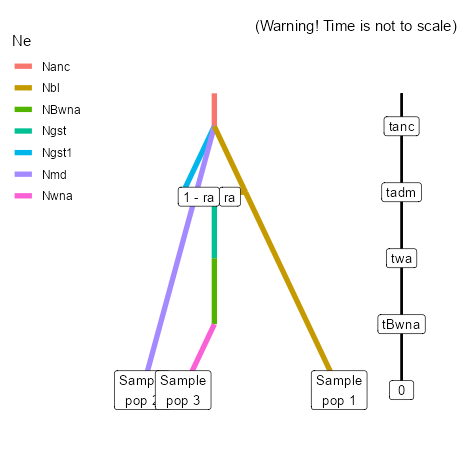 (Warning! Time is not to scale)
Ne
Nanc
Nbl
NBwna
Ngst
Ngst1
Nmd
Nwna
tanc
tadm
1 - ra
ra
twa
tBwna
0
Sample
pop 3
Sample
pop 1